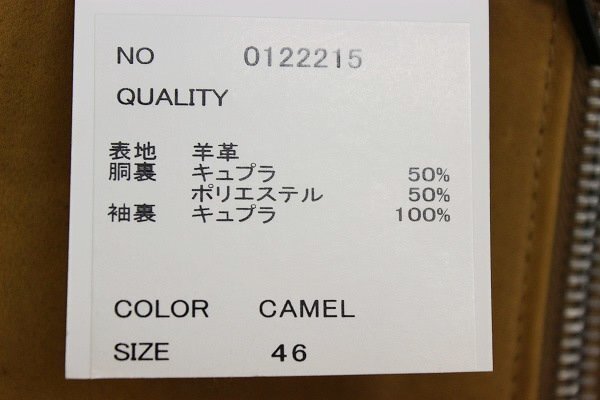 NO 0122215
QUALITY
表地 羊革
胴裏 キュプラ 50%
ポリエステル 50%
袖裏 キュプラ 100%
COLOR CAMEL
SIZE 46